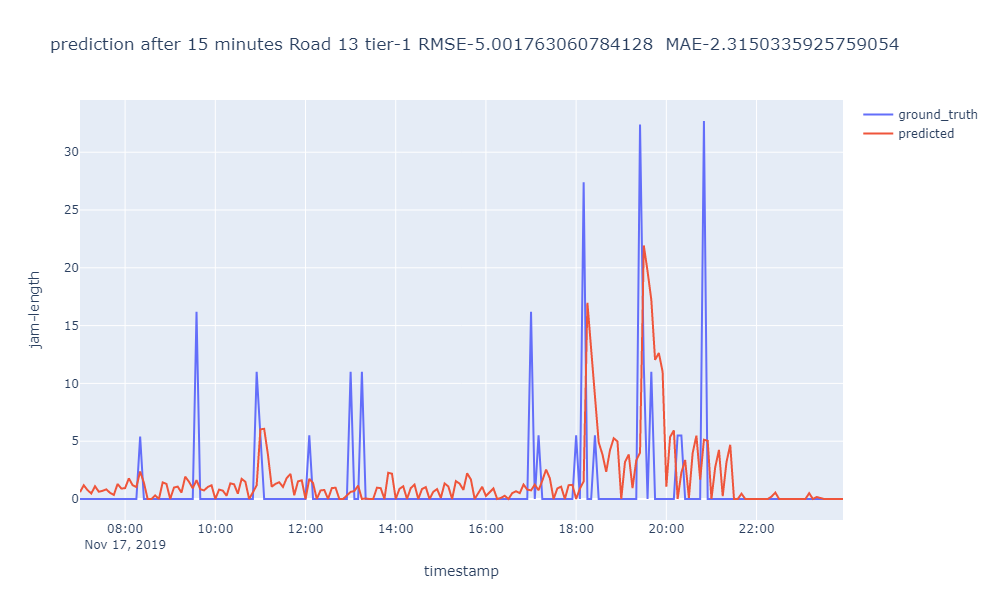 prediction after 15 minutes Road 13 tier-1 RMSE-5.001763060784128  MAE-2.3150335925759054
ground_truth
predicted
jam-length
30
25
20
15
10
5
0
08:00 10:00 12:00 14:00 16:00 18:00 20:00 22:00
Nov 17, 2019
timestamp